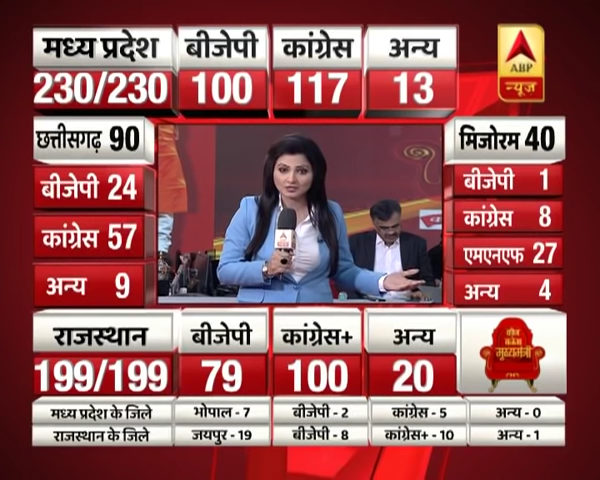 मध्य प्रदेश बीजेपी कांग्रेस अन्य
230/230 100 117 13
ABP
न्यूज़
छत्तीसगढ़ 90
बीजेपी 24
कांग्रेस 57
अन्य 9
मिजोरम 40
बीजेपी 1
कांग्रेस 8
एमएनएफ 27
अन्य 4
राजस्थान बीजेपी कांग्रेस+ अन्य
199/199 79 100 20
कौन बनेगा
मुख्यमंत्री
मध्य प्रदेश के जिले भोपाल - 7 बीजेपी - 2 कांग्रेस - 5 अन्य - 0
राजस्थान के जिले जयपुर - 19 बीजेपी - 8 कांग्रेस+ - 10 अन्य - 1